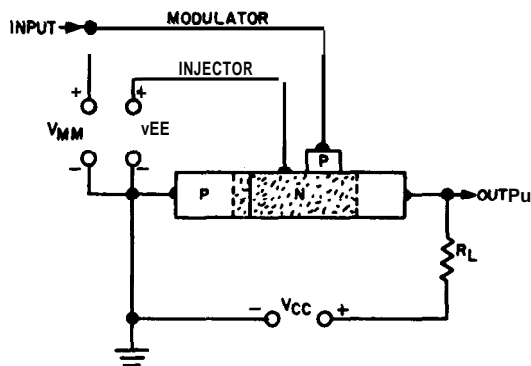 INPUT
MODULATOR
INJECTOR
+
+
VMM
vEE
−
−
P
P
N
OUTPu
RL
− VCC +